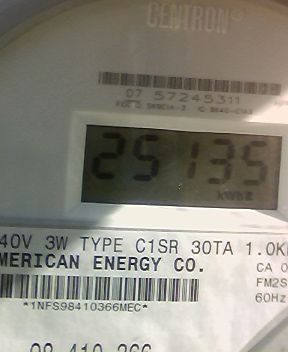 CENTRON®
07 57245311
25135
kWh
40V 3W TYPE C1SR 30TA 1.0K
MERICAN ENERGY CO.
CA 0
FM2S
60Hz
*1NFS98410366MEC*
98 410 366